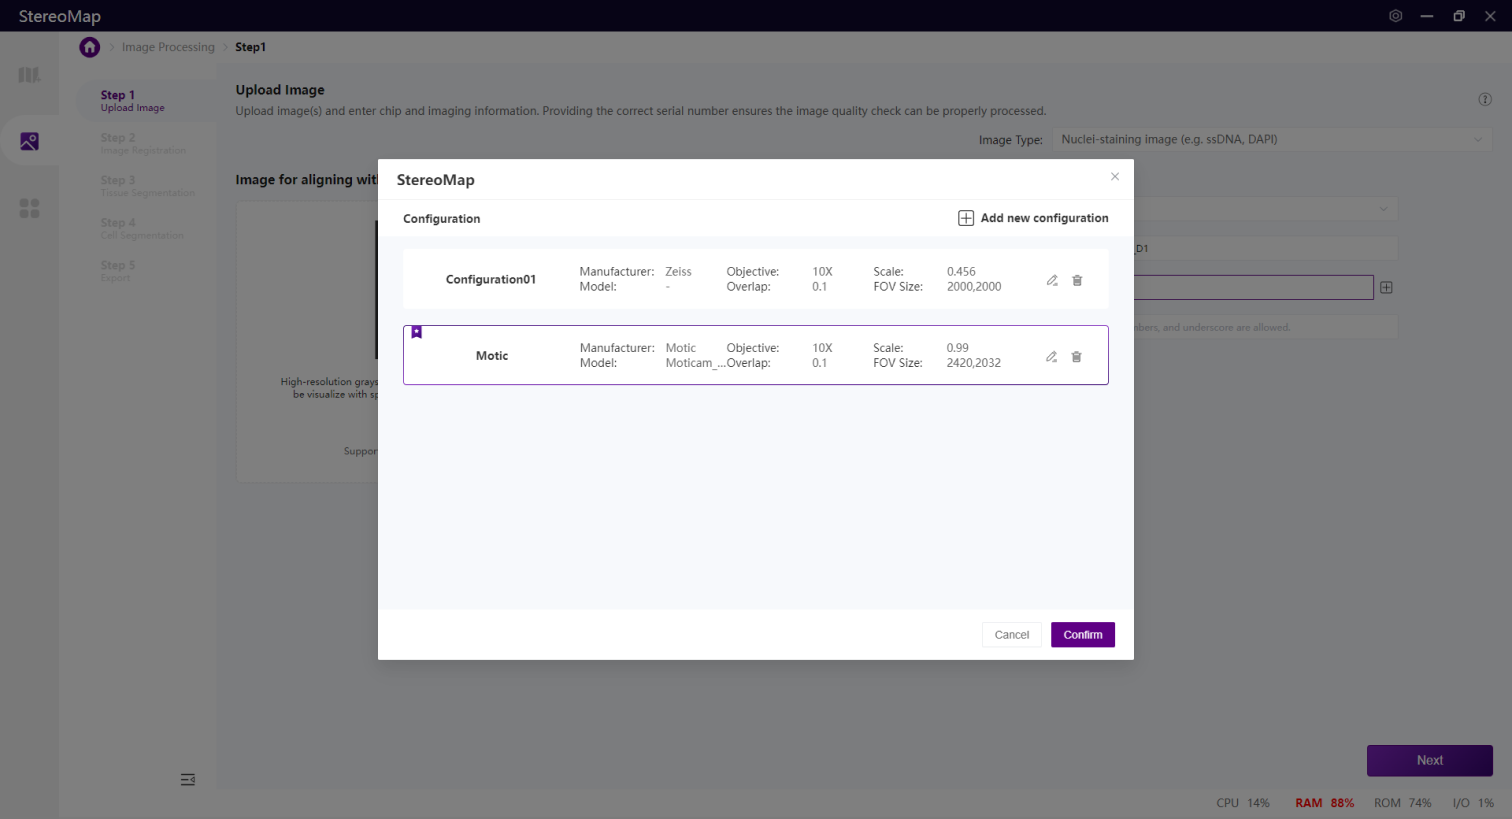 StereoMap
Image Processing > Step1
Step 1
Upload Image
Step 2
Image Registration
Step 3
Tissue Segmentation
Step 4
Cell Segmentation
Step 5
Export
Upload Image
Upload image(s) and enter chip and imaging information. Providing the correct serial number ensures the image quality check can be properly processed.
Image Type: Nuclei-staining image (e.g. ssDNA, DAPI)
Image for aligning with
_D1
mbers, and underscore are allowed.
High-resolution grays
be visualize with sp
Suppor
StereoMap
Configuration
Add new configuration
Configuration01
Manufacturer: Zeiss Objective: 10X Scale: 0.456
Model: - Overlap: 0.1 FOV Size: 2000,2000
Motic
Manufacturer: Motic Objective: 10X Scale: 0.99
Model: Moticam_... Overlap: 0.1 FOV Size: 2420,2032
Cancel Confirm
Next
CPU 14% RAM 88% ROM 74% I/O 1%